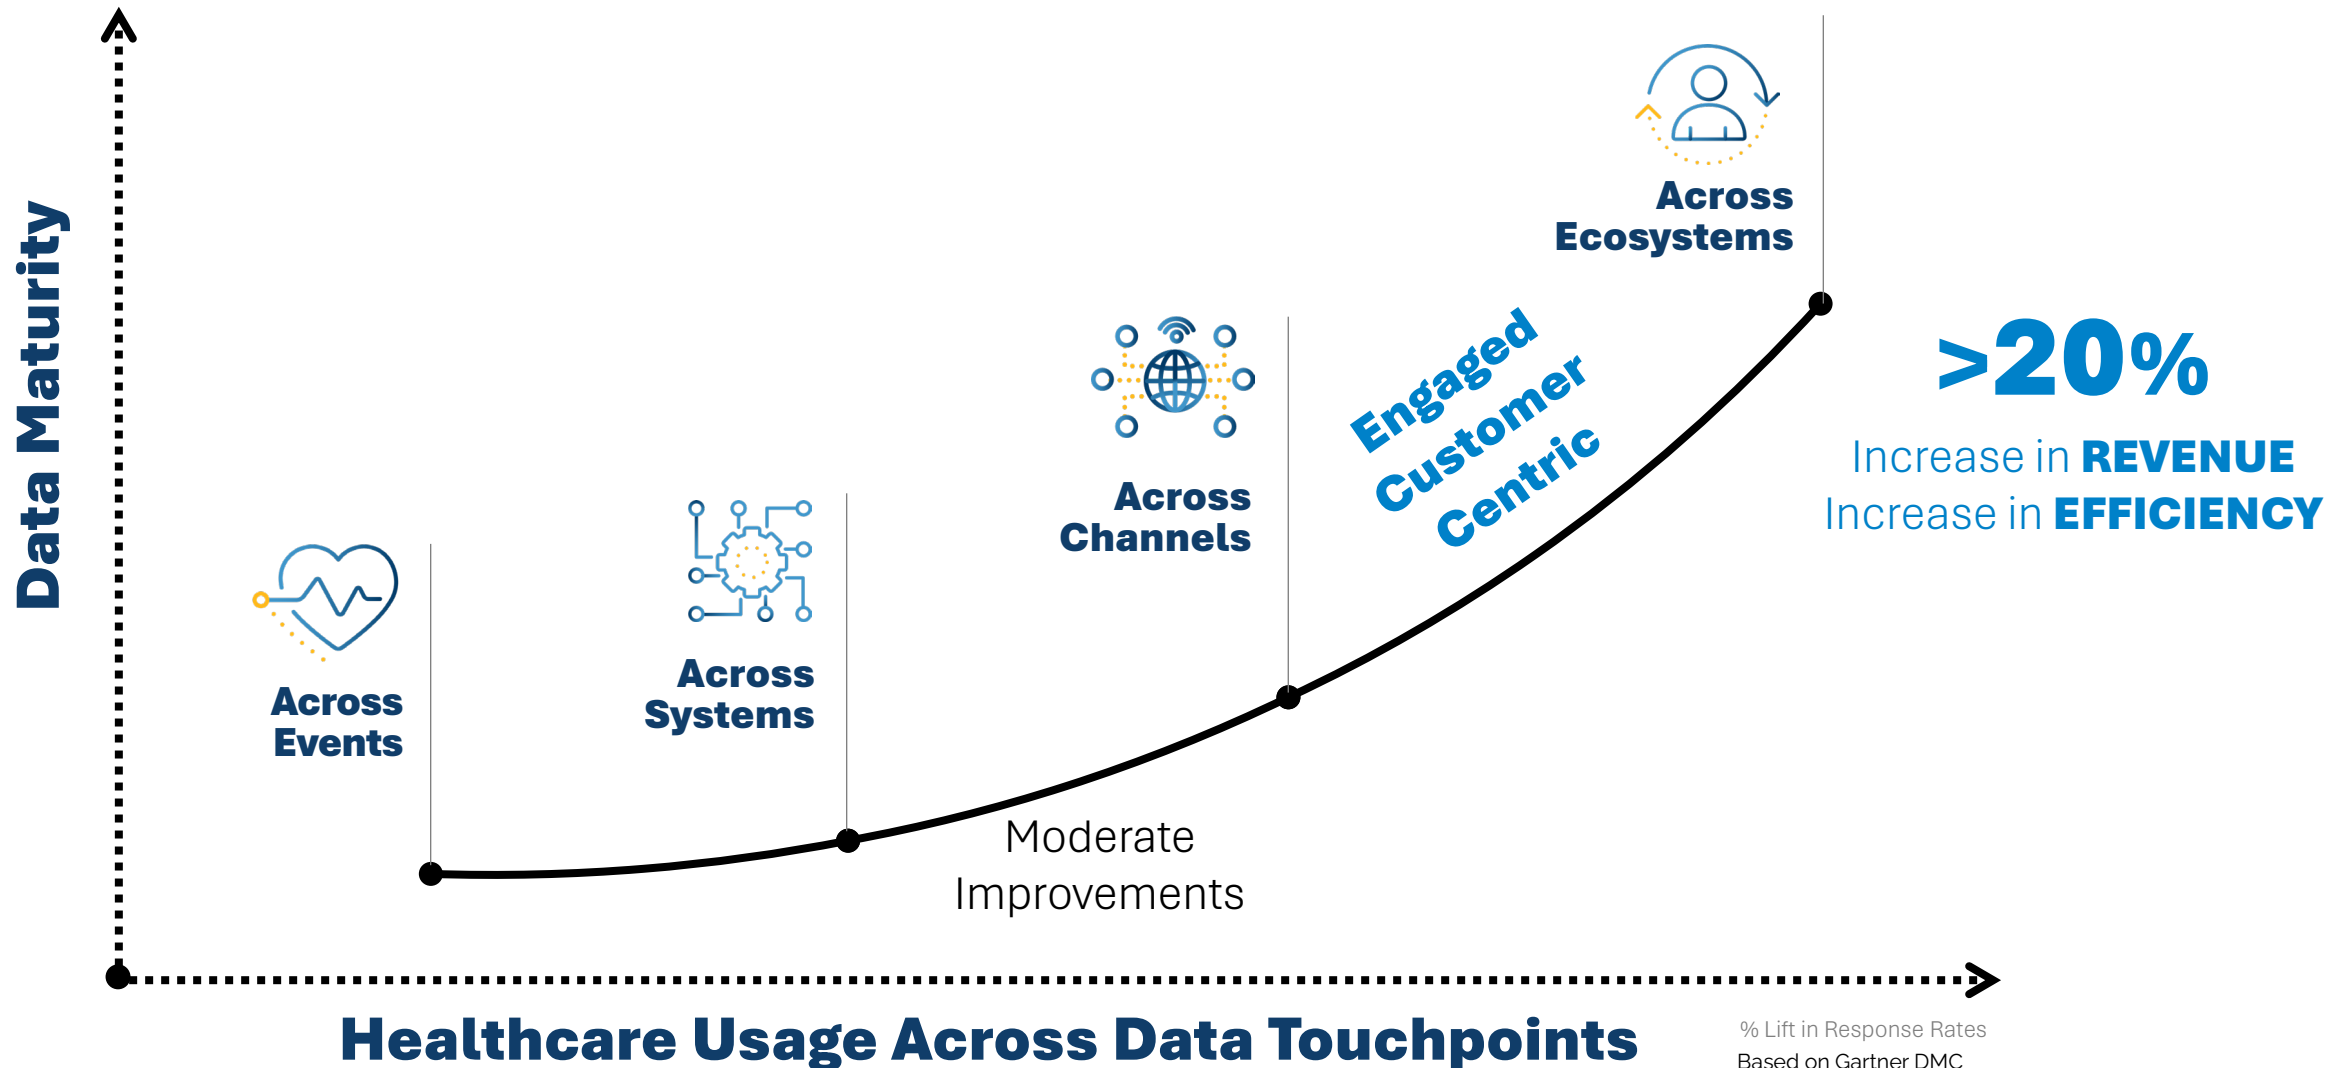 Data Maturity
Across
Events
Across
Systems
Across
Channels
Across
Ecosystems
Engaged
Customer
Centric
Moderate
Improvements
>20%
Increase in REVENUE
Increase in EFFICIENCY
Healthcare Usage Across Data Touchpoints
% Lift in Response Rates
Based on Gartner DMC